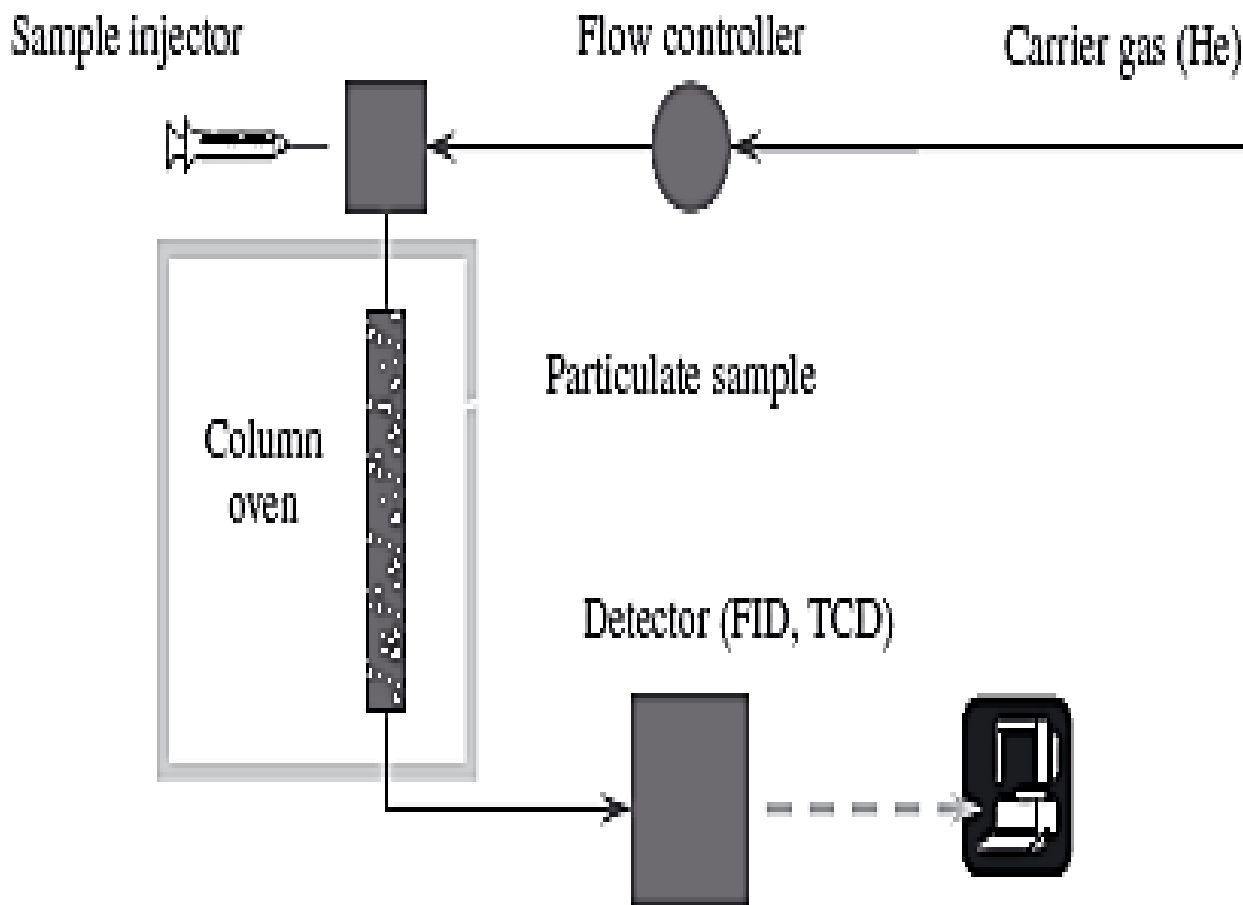 Sample injector
Flow controller
Carrier gas (He)
Particulate sample
Column
oven
Detector (FID, TCD)